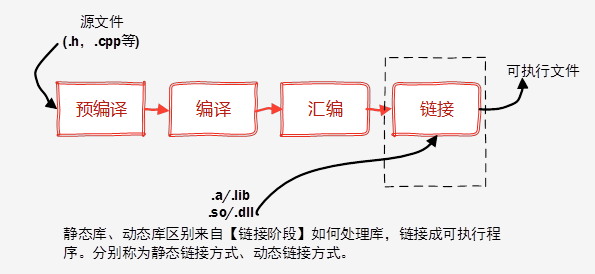 源文件
(.h，.cpp等)
可执行文件
预编译
编译
汇编
链接
.a/.lib
.so/.dll
静态库、动态库区别来自【链接阶段】如何处理库，链接成可执行程
序。分别称为静态链接方式、动态链接方式。